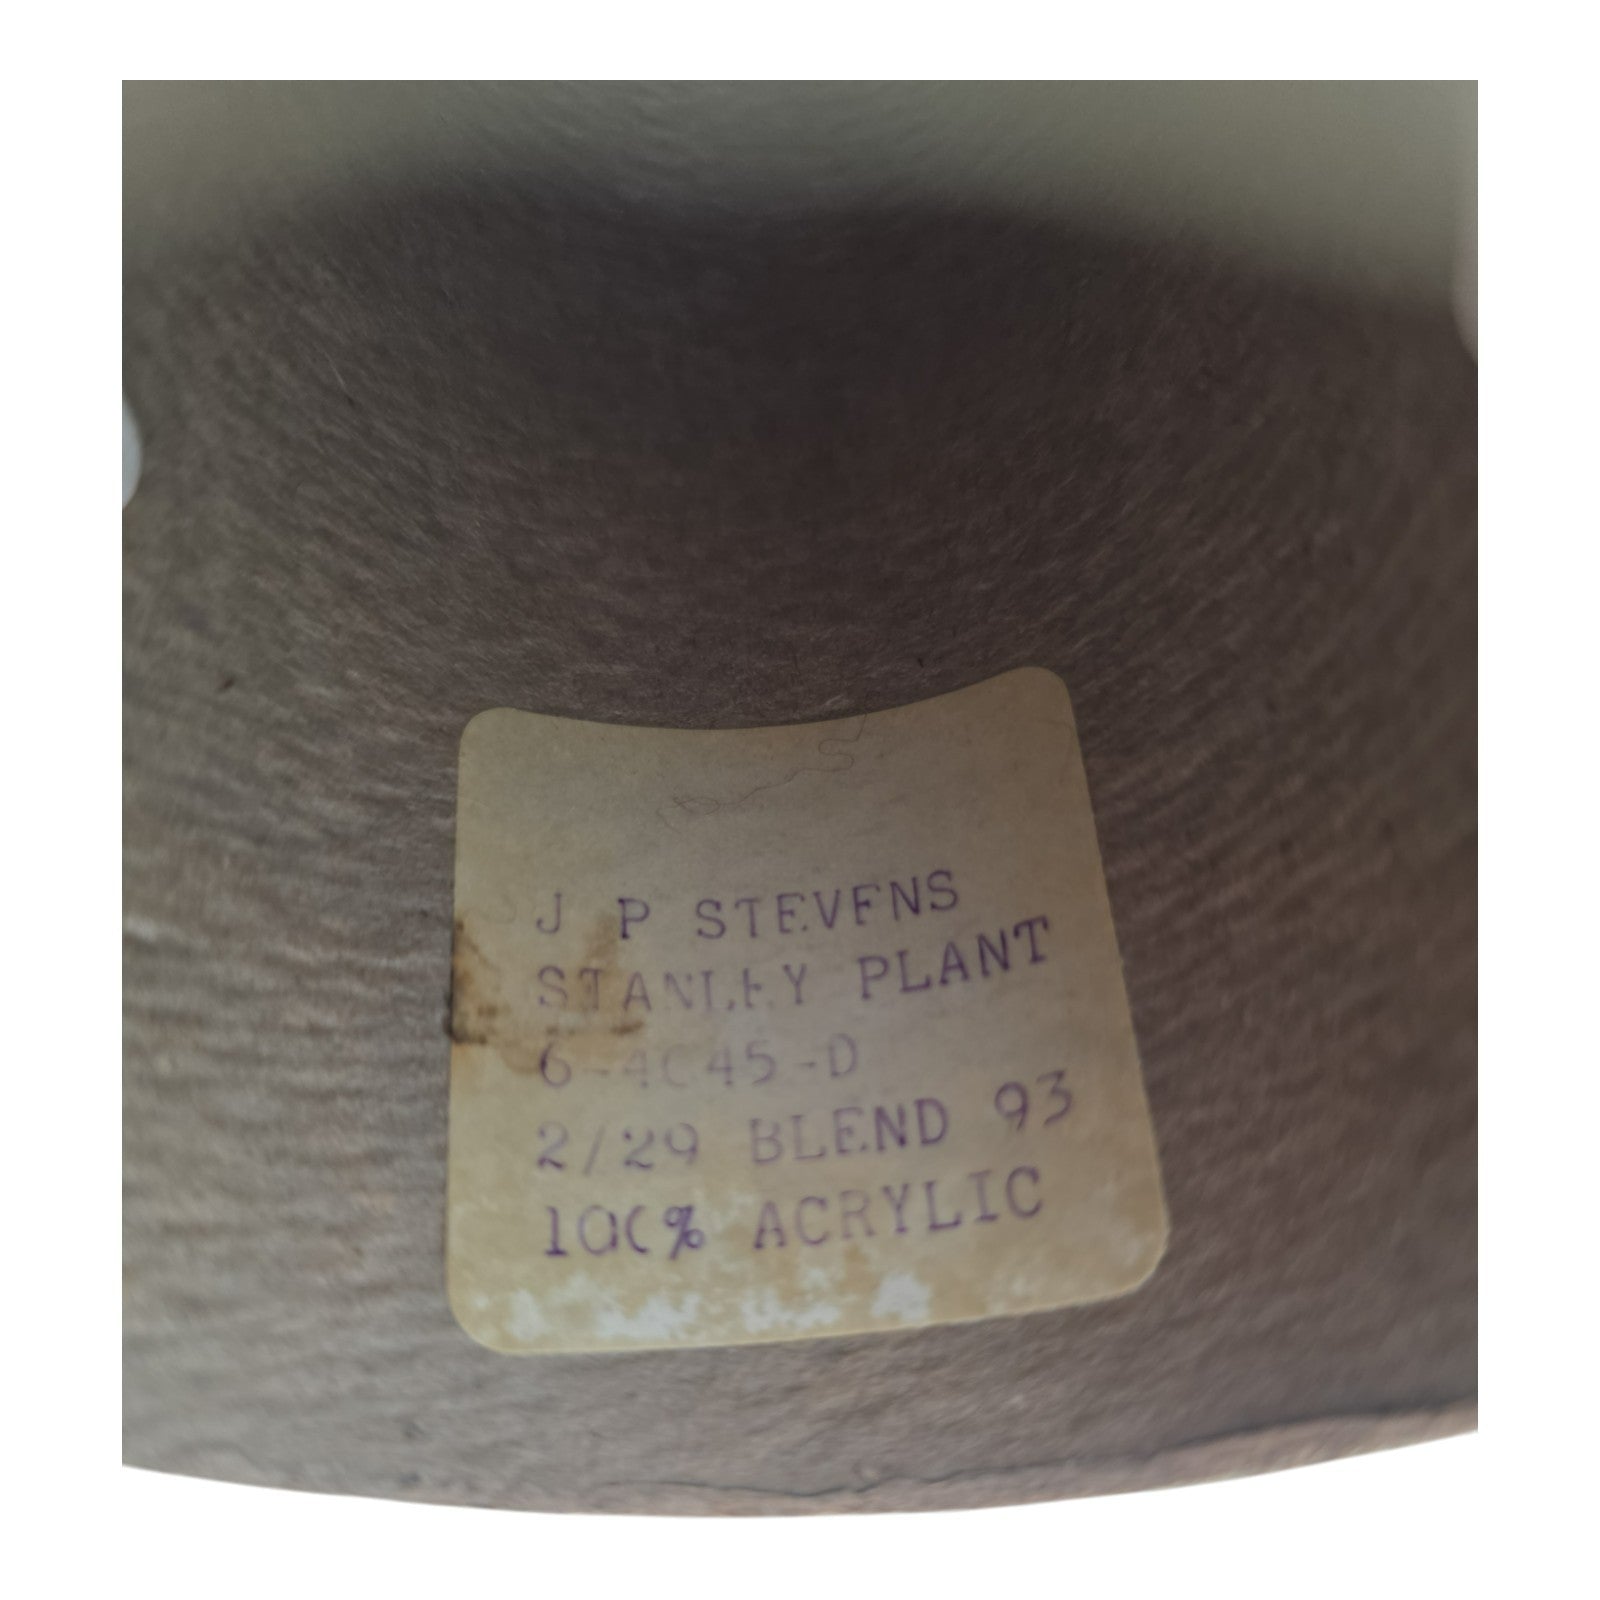 J P STEVENS
STANLEY PLANT
6-4045-D
2/29 BLEND 93
100% ACRYLIC